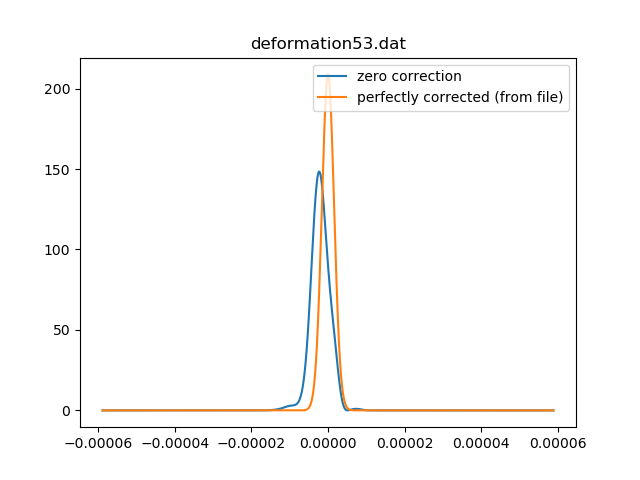 deformation53.dat
zero correction
perfectly corrected (from file)
200
150
100
50
0
−0.00006 −0.00004 −0.00002 0.00000 0.00002 0.00004 0.00006